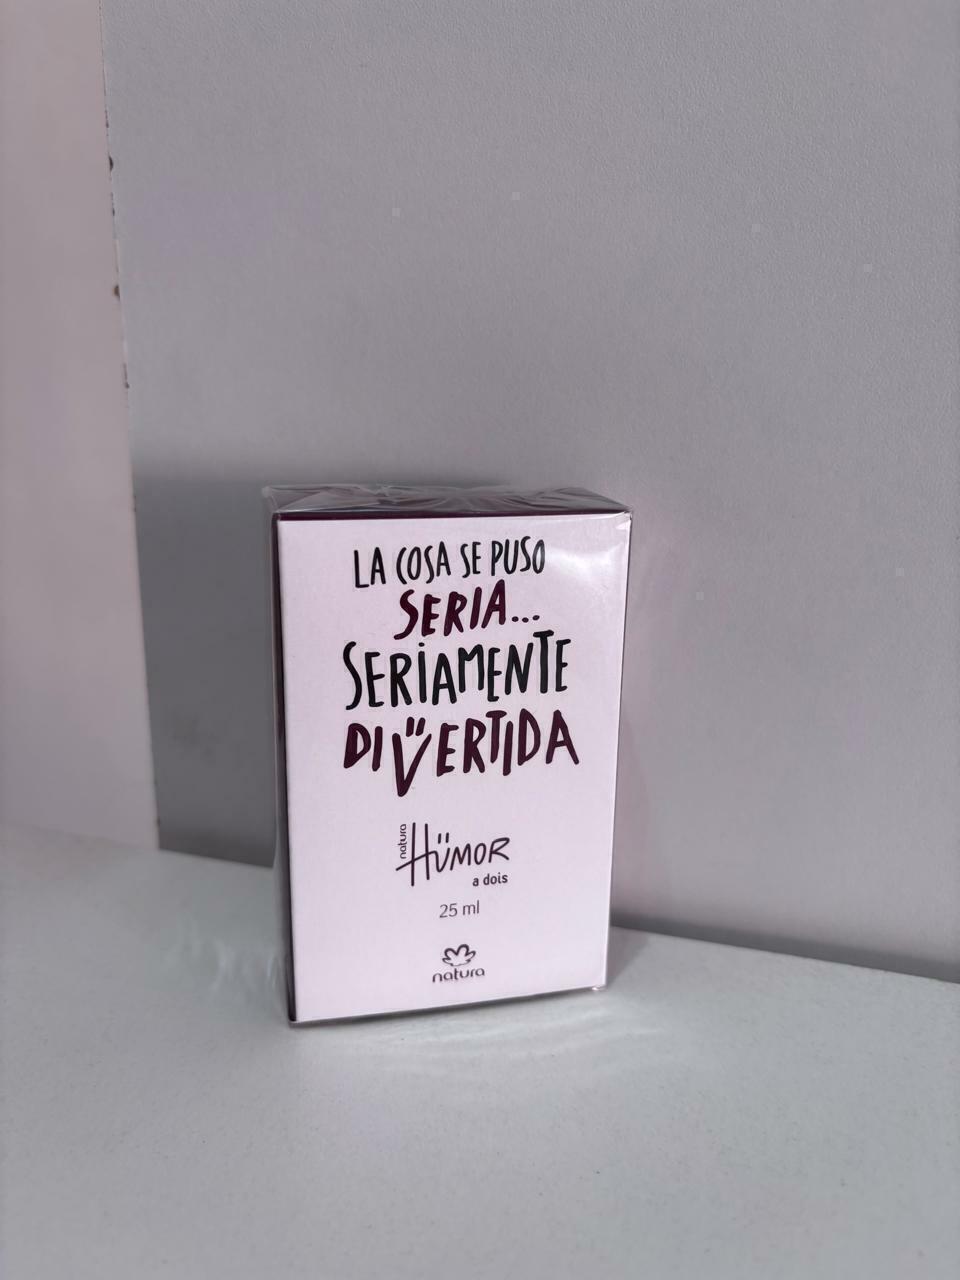 LA COSA SE PUSO
SERIA...
SERIAMENTE
DIVERTIDA
natura
HÜMOR
a dois
25 ml
natura